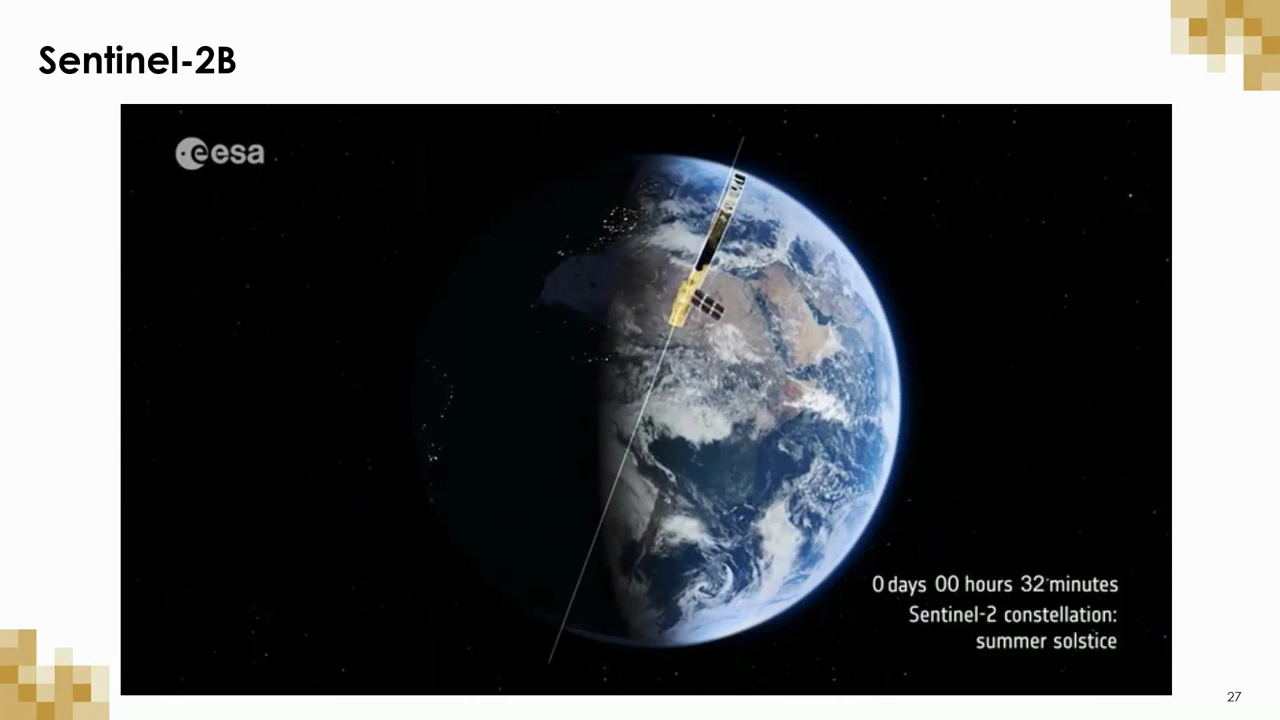 Sentinel-2B
esa
0 days 00 hours 32 minutes
Sentinel-2 constellation:
summer solstice
27